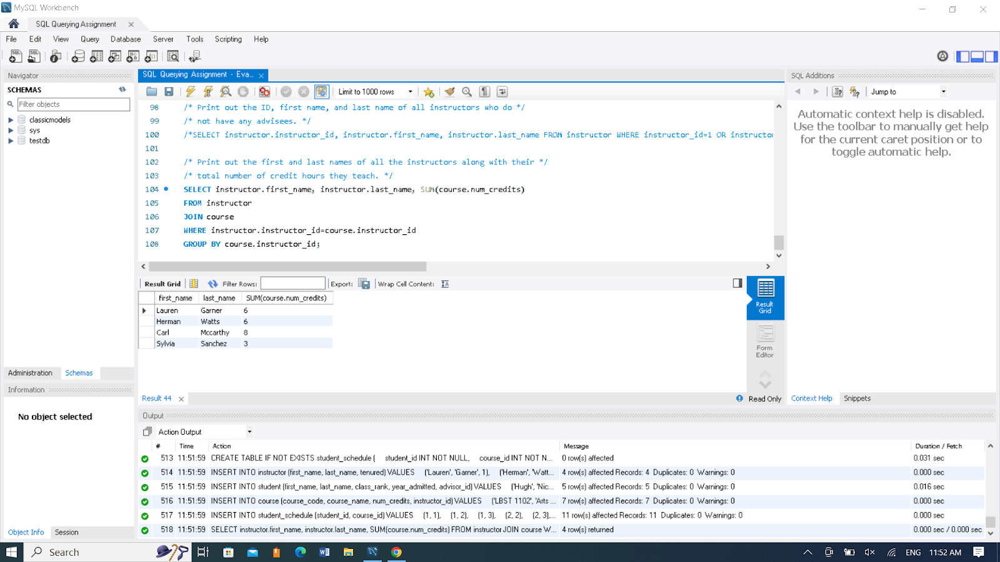 MySQL Workbench
SQL Querying Assignment
File Edit View Query Database Server Tools Scripting Help
Navigator
SCHEMAS
Filter objects
classicmodels
sys
testdb
Administration Schemas
Information
No object selected
Object Info Session
SQL Querying Assignment - Eva...
Limit to 1000 rows
98 /* Print out the ID, first name, and last name of all instructors who do */
99 /* not have any advisees. */
100 /*SELECT instructor.instructor_id, instructor.first_name, instructor.last_name FROM instructor WHERE instructor_id=1 OR instructor
101
102 /* Print out the first and last names of all the instructors along with their */
103 /* total number of credit hours they teach. */
104 SELECT instructor.first_name, instructor.last_name, SUM(course.num_credits)
105 FROM instructor
106 JOIN course
107 WHERE instructor.instructor_id=course.instructor_id
108 GROUP BY course.instructor_id;
Result Grid Filter Rows: Export: Wrap Cell Content:
first_name last_name SUM(course.num_credits)
Lauren Garner 6
Herman Watts 6
Carl Mccarthy 8
Sylvia Sanchez 3
Result Grid
Form Editor
Result 44
Read Only
SQL Additions
Jump to
Automatic context help is disabled.
Use the toolbar to manually get help
for the current caret position or to
toggle automatic help.
Context Help Snippets
Output
Action Output
# Time Action Message Duration / Fetch
513 11:51:59 CREATE TABLE IF NOT EXISTS student_schedule ( student_id INT NOT NULL, course_id INT NOT N... 0 row(s) affected 0.031 sec
514 11:51:59 INSERT INTO instructor (first_name, last_name, tenured) VALUES ('Lauren', 'Garner', 1), ('Herman', 'Watt... 4 row(s) affected Records: 4 Duplicates: 0 Warnings: 0 0.000 sec
515 11:51:59 INSERT INTO student (first_name, last_name, class_rank, year_admitted, advisor_id) VALUES ('Hugh', 'Nic... 5 row(s) affected Records: 5 Duplicates: 0 Warnings: 0 0.016 sec
516 11:51:59 INSERT INTO course (course_code, course_name, num_credits, instructor_id) VALUES ('LBST 1102', 'Arts ... 7 row(s) affected Records: 7 Duplicates: 0 Warnings: 0 0.000 sec
517 11:51:59 INSERT INTO student_schedule (student_id, course_id) VALUES (1, 1), (1, 2), (1, 3), (2, 2), (2, 3),... 11 row(s) affected Records: 11 Duplicates: 0 Warnings: 0 0.000 sec
518 11:51:59 SELECT instructor.first_name, instructor.last_name, SUM(course.num_credits) FROM instructor JOIN course W... 4 row(s) returned 0.000 sec / 0.000 sec
Search
ENG 11:52 AM